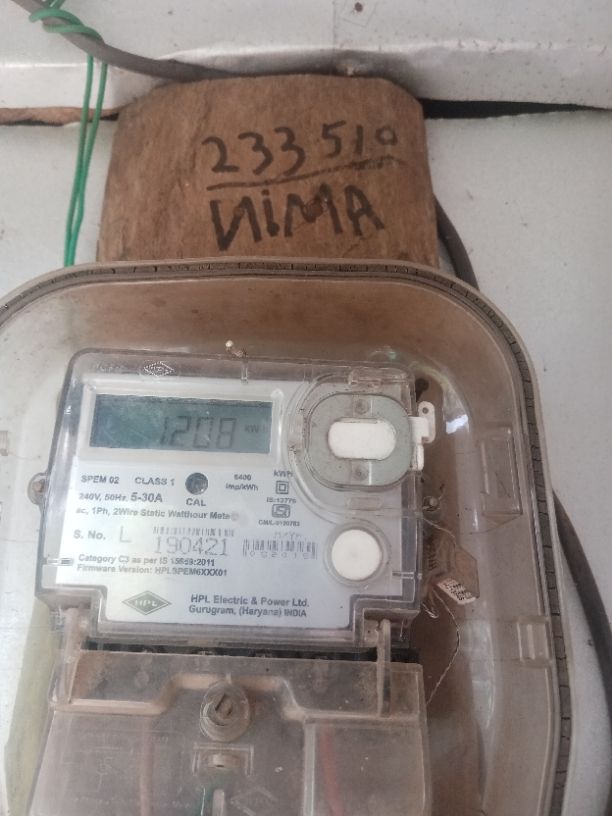 233510
NiMA
1208 kW
SPEM 02 CLASS 1 6400 imp/kWh kWh
240V, 50Hz, 5-30A CAL
IS:13779
ac, 1Ph, 2Wire Static Watthour Meter
S. No. L 190421
Category C3 as per IS 15959:2011
Firmware Version: HPLSPEM6XXX01
HPL
HPL Electric & Power Ltd.
Gurugram, (Haryana) INDIA